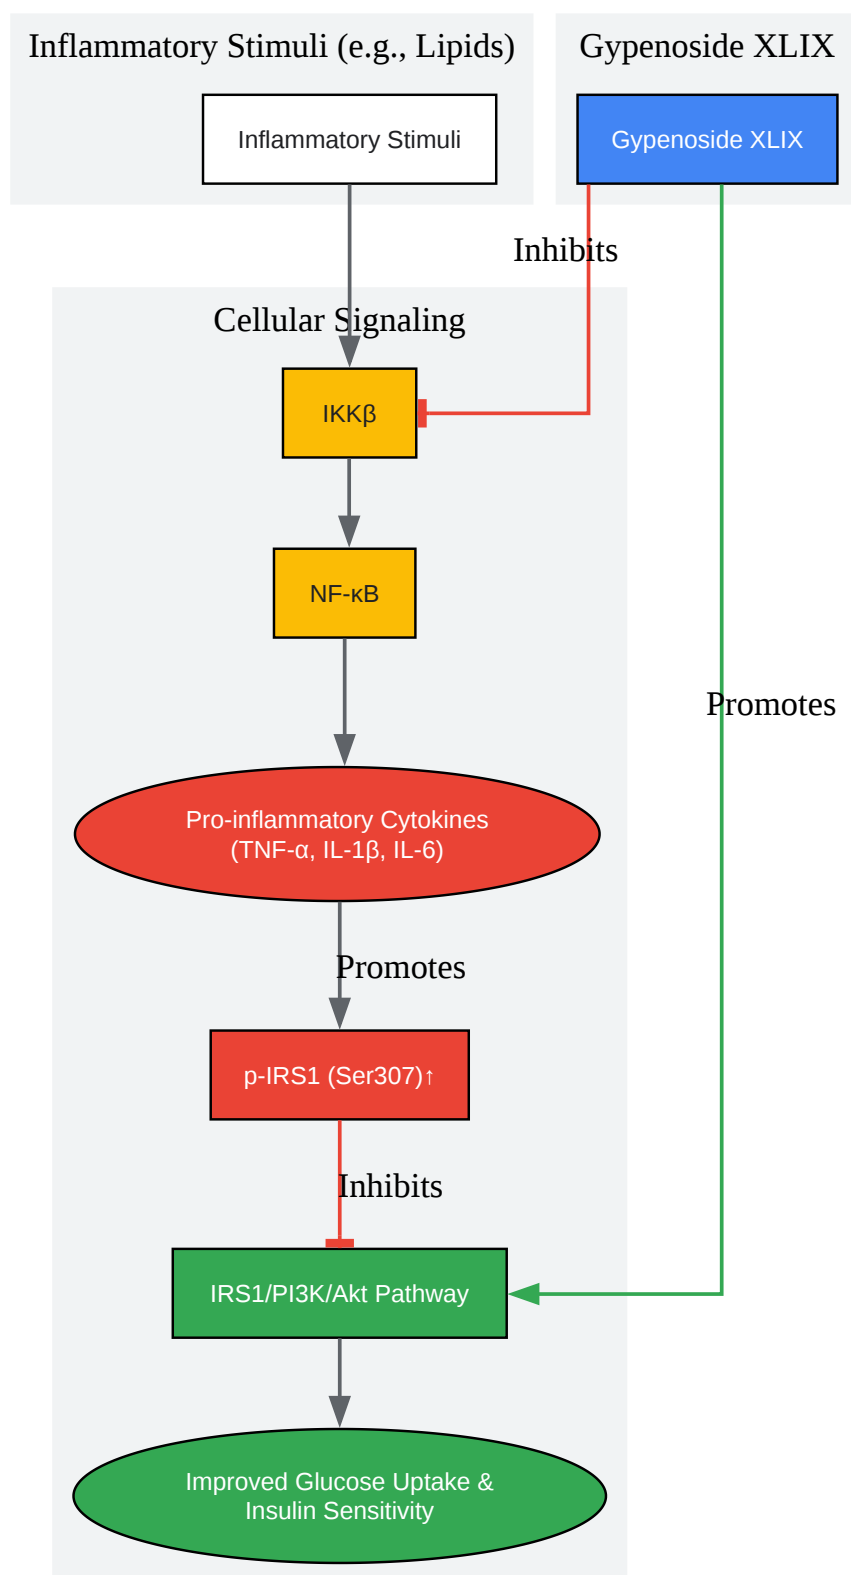 Inflammatory Stimuli (e.g., Lipids)
Gypenoside XLIX
Inflammatory Stimuli
Gypenoside XLIX
Inhibits
Cellular Signaling
IKKβ
NF-κB
Promotes
Pro-inflammatory Cytokines
(TNF-α, IL-1β, IL-6)
Promotes
p-IRS1 (Ser307)↑
Inhibits
IRS1/PI3K/Akt Pathway
Improved Glucose Uptake &
Insulin Sensitivity